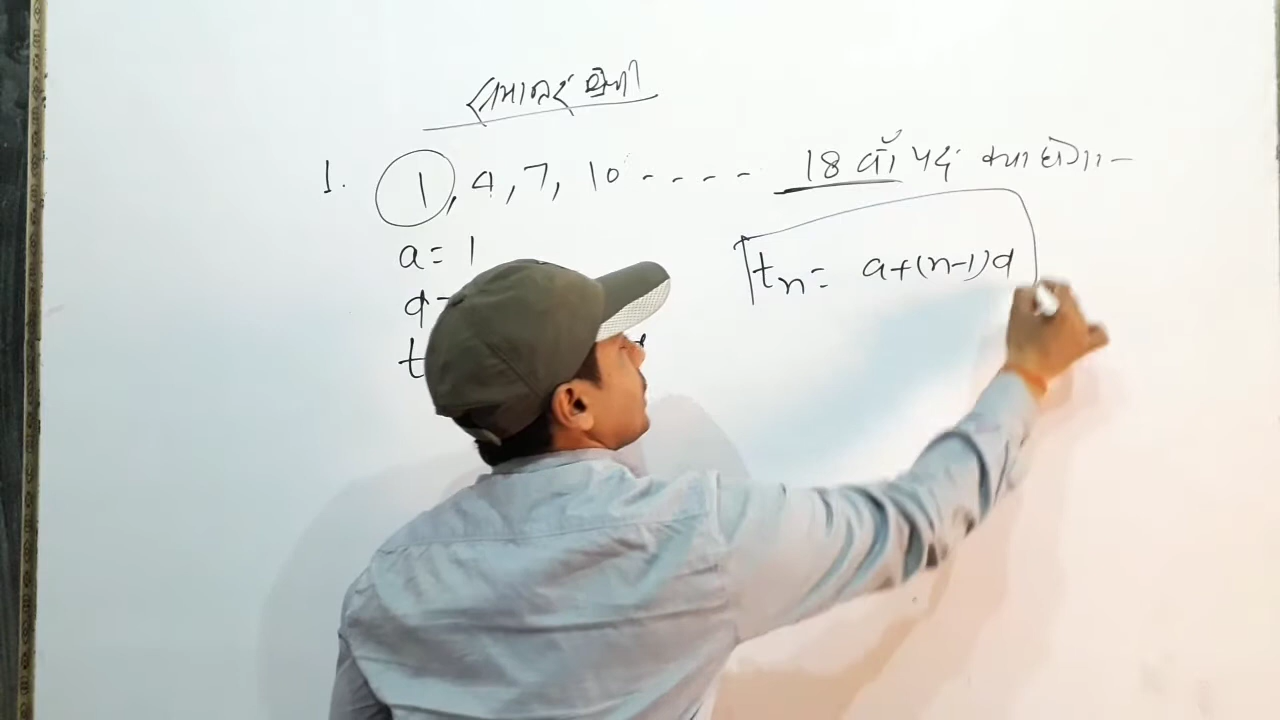 समान्तर श्रेणी
1. 1, 4, 7, 10 - - - - 18 वाँ पद क्या होगा -
a = 1
tn = a+(n-1)d
d =
t